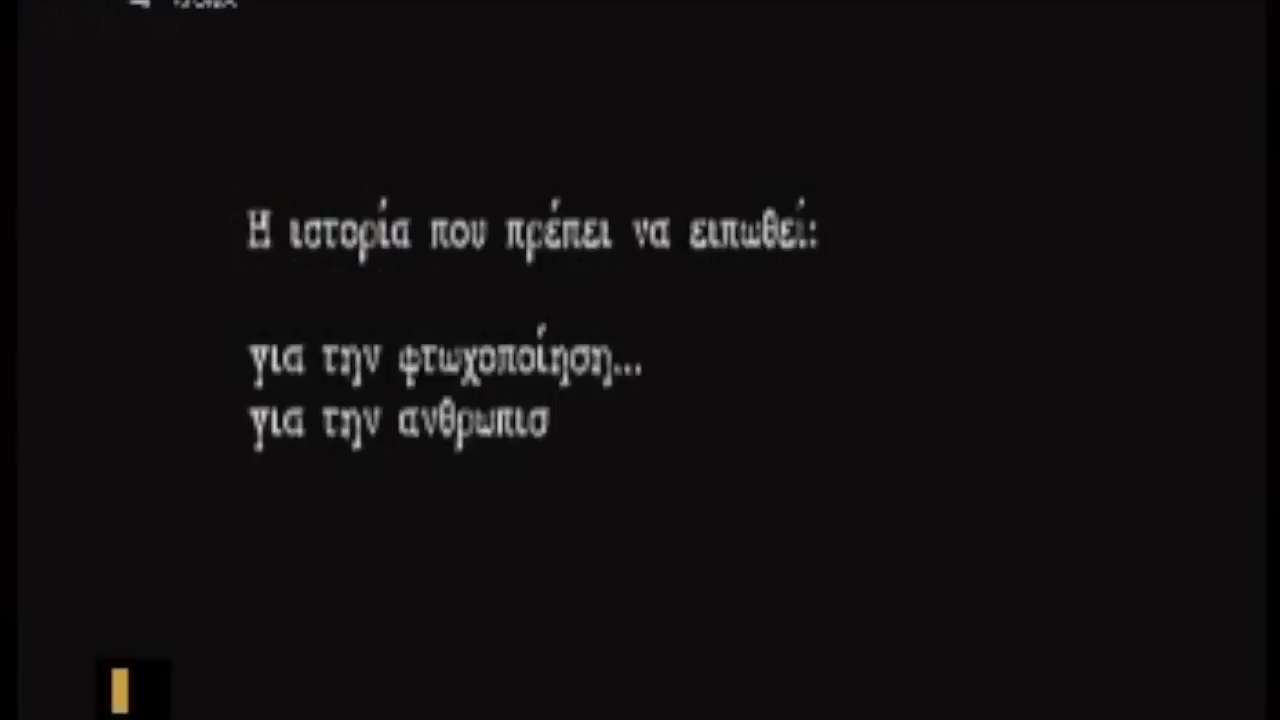 Η ιστορία που πρέπει να ειπωθεί:
για την φτωχοποίηση...
για την ανθρωπισ